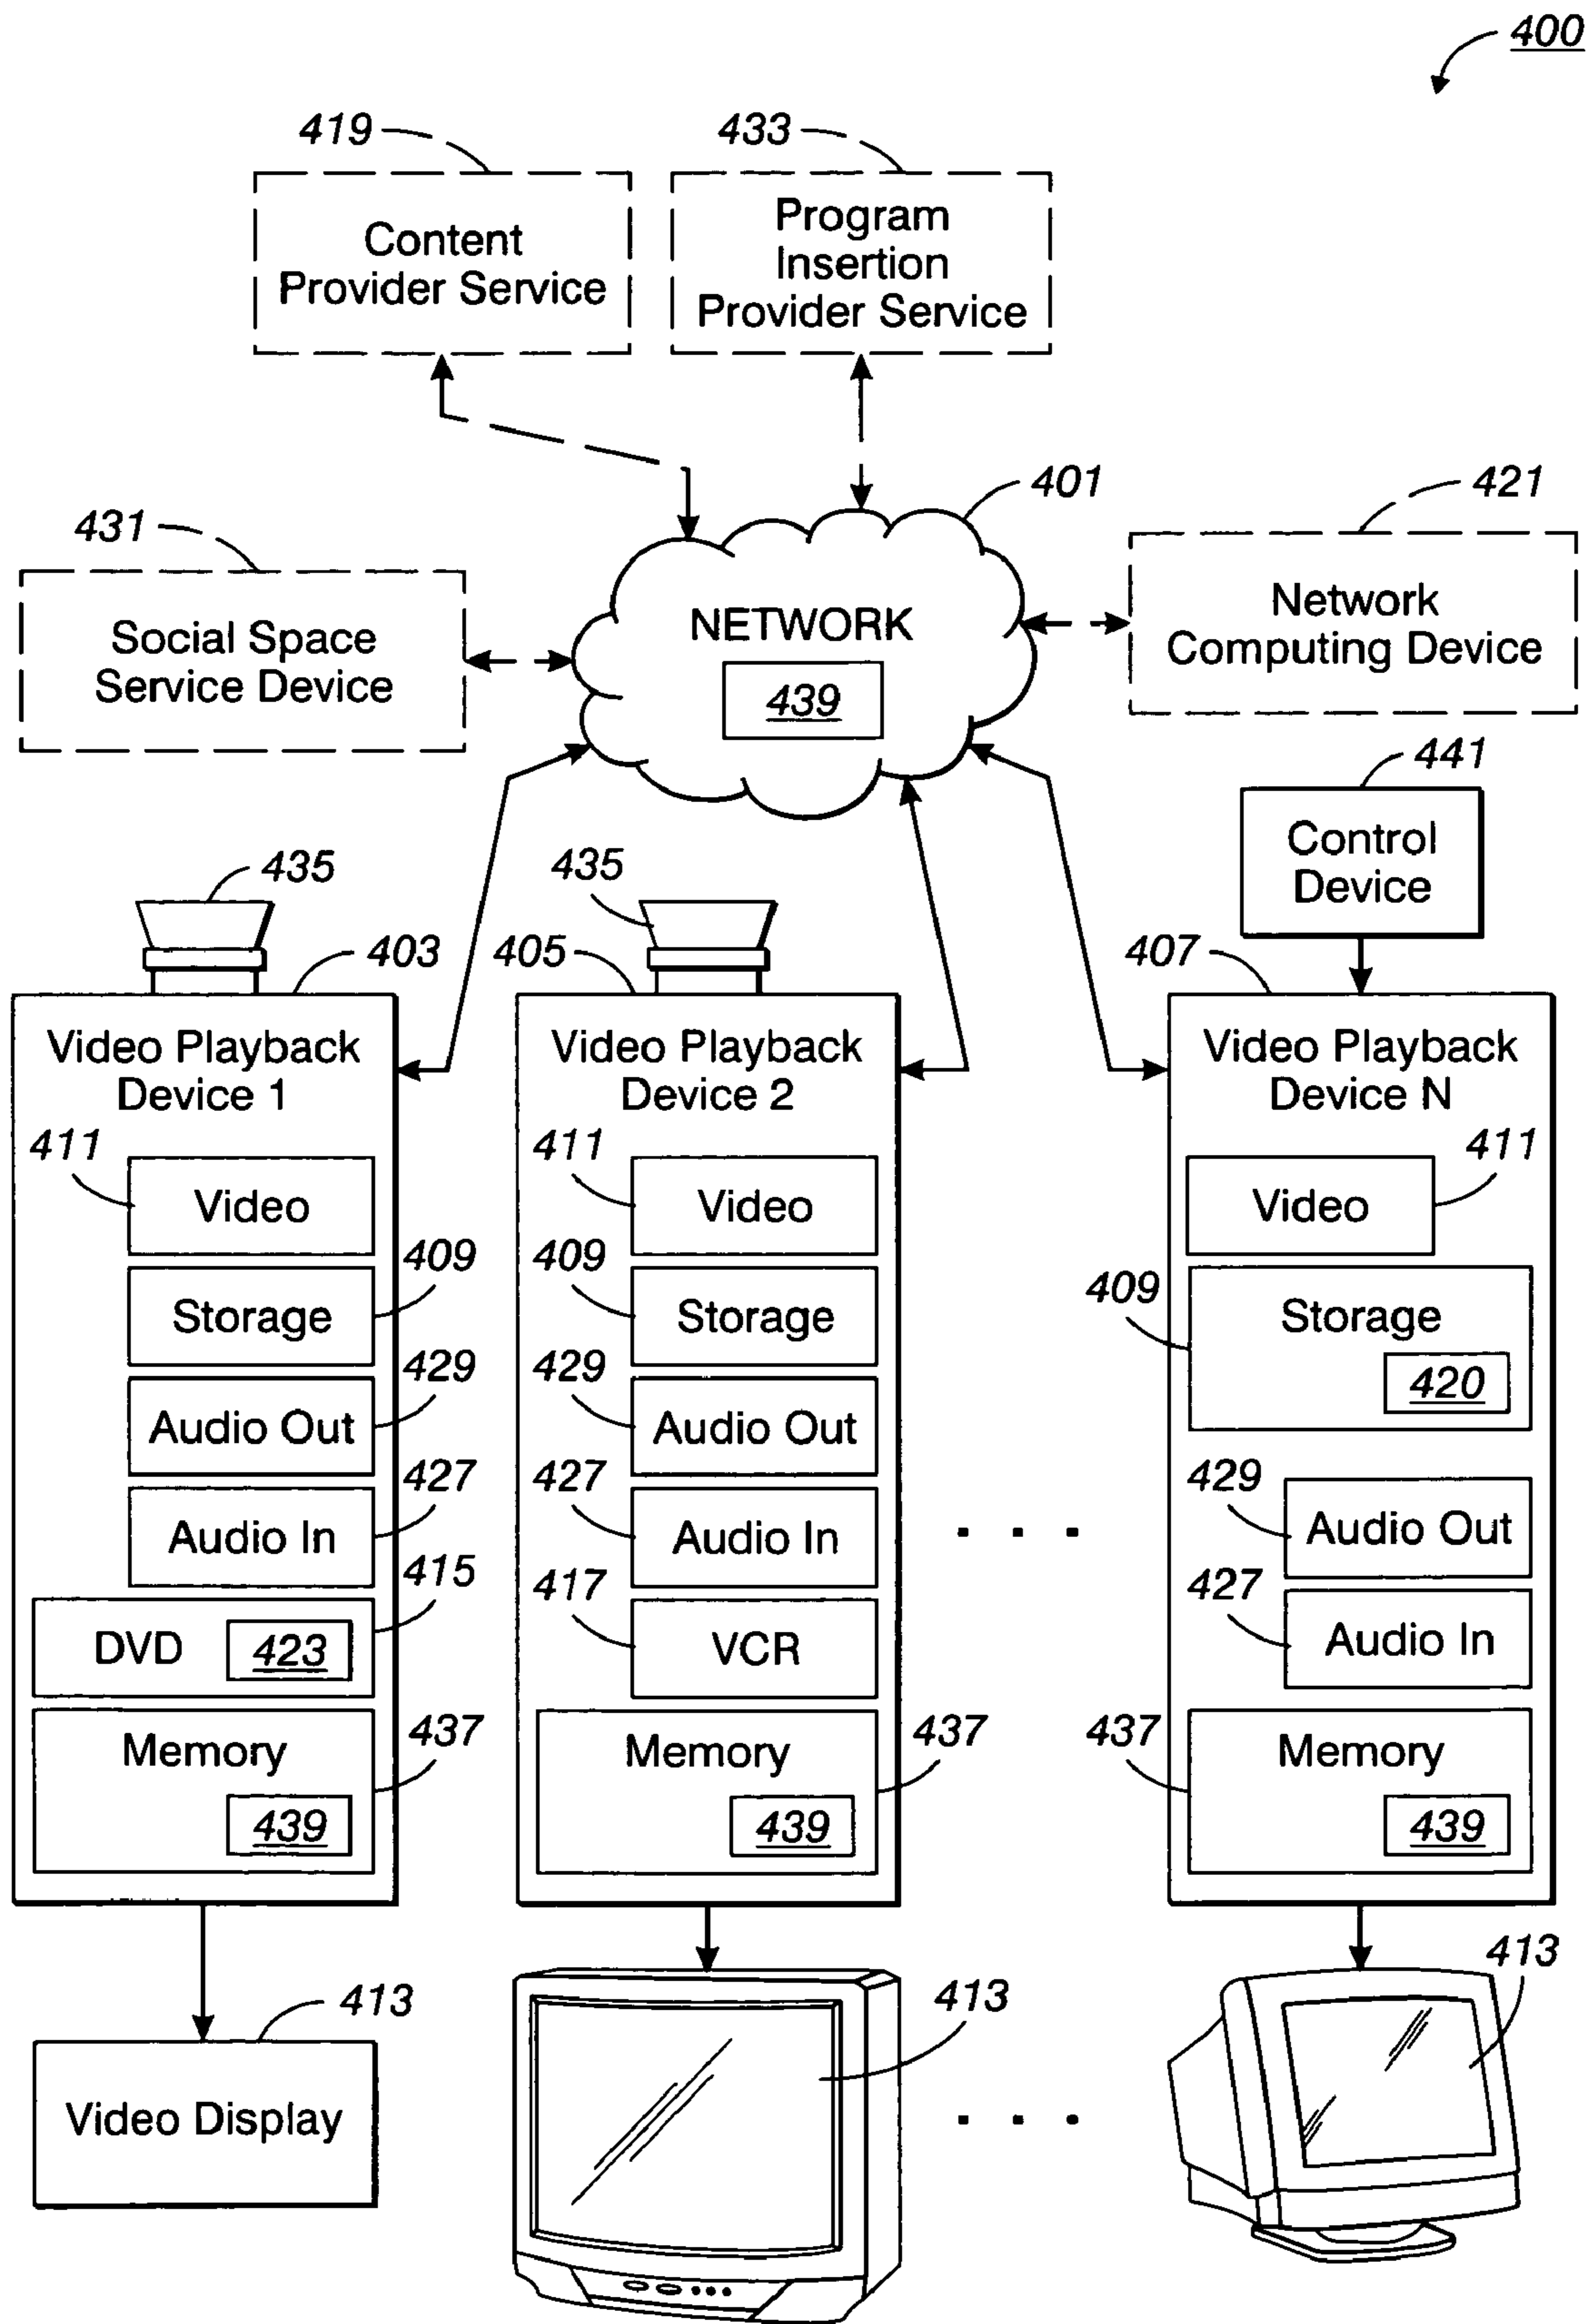 400
419
433
Content
Provider Service
Program
Insertion
Provider Service
401
421
431
Social Space
Service Device
NETWORK
439
Network
Computing Device
441
Control
Device
435
435
403
405
407
Video Playback
Device 1
411
Video
409
Storage
429
Audio Out
427
Audio In
415
DVD
423
437
Memory
439
Video Playback
Device 2
411
Video
409
Storage
429
Audio Out
427
Audio In
417
VCR
437
Memory
439
. . .
Video Playback
Device N
411
Video
409
Storage
420
429
Audio Out
427
Audio In
437
Memory
439
413
Video Display
413
. . .
413